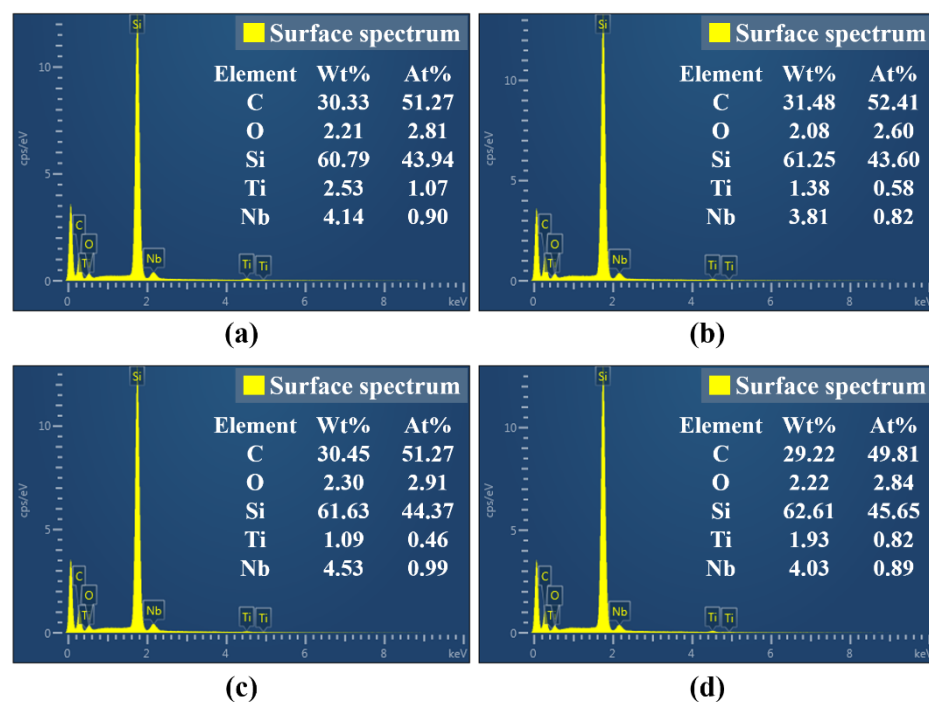 Si
Surface spectrum
Element Wt% At%
C 30.33 51.27
O 2.21 2.81
Si 60.79 43.94
Ti 2.53 1.07
Nb 4.14 0.90
cps/eV
10
5
0
C
O
T
Nb
Ti
Ti
0 2 4 6 8 keV
(a)
Si
Surface spectrum
Element Wt% At%
C 31.48 52.41
O 2.08 2.60
Si 61.25 43.60
Ti 1.38 0.58
Nb 3.81 0.82
cps/eV
10
5
0
C
O
T
Nb
Ti
Ti
0 2 4 6 8 keV
(b)
Si
Surface spectrum
Element Wt% At%
C 30.45 51.27
O 2.30 2.91
Si 61.63 44.37
Ti 1.09 0.46
Nb 4.53 0.99
cps/eV
10
5
0
C
O
T
Nb
Ti
Ti
0 2 4 6 8 keV
(c)
Si
Surface spectrum
Element Wt% At%
C 29.22 49.81
O 2.22 2.84
Si 62.61 45.65
Ti 1.93 0.82
Nb 4.03 0.89
cps/eV
10
5
0
C
O
T
Nb
Ti
Ti
0 2 4 6 8 keV
(d)